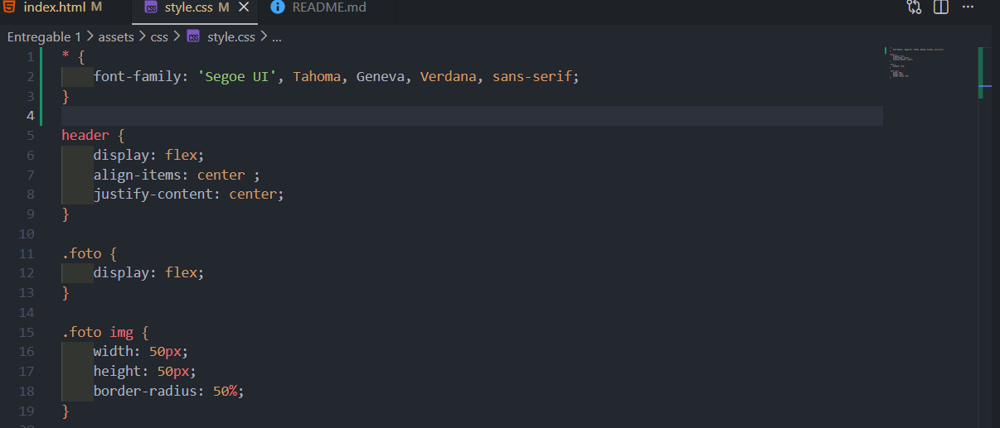 index.html M style.css M README.md
Entregable 1 > assets > css > style.css > ...
1 * {
2 font-family: 'Segoe UI', Tahoma, Geneva, Verdana, sans-serif;
3 }
4
5 header {
6 display: flex;
7 align-items: center ;
8 justify-content: center;
9 }
10
11 .foto {
12 display: flex;
13 }
14
15 .foto img {
16 width: 50px;
17 height: 50px;
18 border-radius: 50%;
19 }